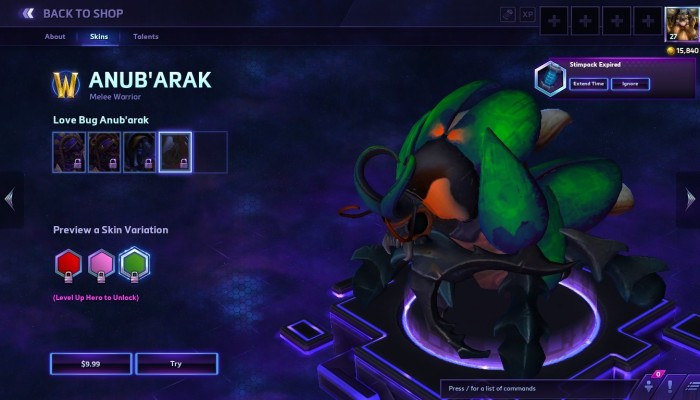 BACK TO SHOP
XP
27
15,840
About
Skins
Talents
Stimpack Expired
Extend Time
Ignore
W
ANUB'ARAK
Melee Warrior
Love Bug Anub'arak
Preview a Skin Variation
(Level Up Hero to Unlock)
$9.99
Try
Press / for a list of commands
0